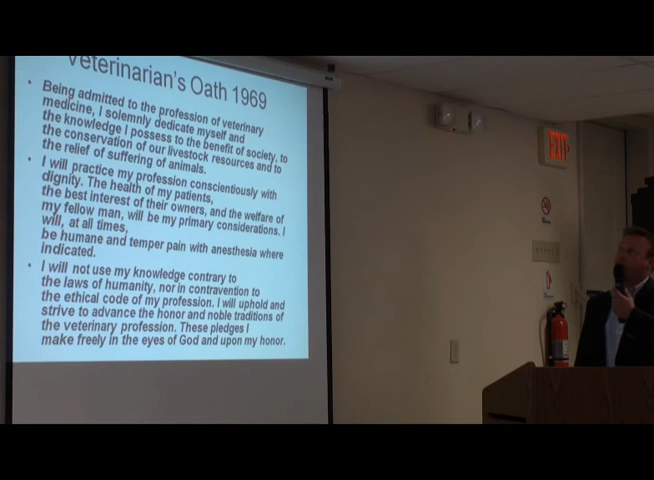 Veterinarian's Oath 1969
• Being admitted to the profession of veterinary
medicine, I solemnly dedicate myself and
the knowledge I possess to the benefit of society, to
the conservation of our livestock resources and to
the relief of suffering of animals.
• I will practice my profession conscientiously with
dignity. The health of my patients,
the best interest of their owners, and the welfare of
my fellow man, will be my primary considerations. I
will, at all times,
be humane and temper pain with anesthesia where
indicated.
• I will not use my knowledge contrary to
the laws of humanity, nor in contravention to
the ethical code of my profession. I will uphold and
strive to advance the honor and noble traditions of
the veterinary profession. These pledges I
make freely in the eyes of God and upon my honor.
EXIT